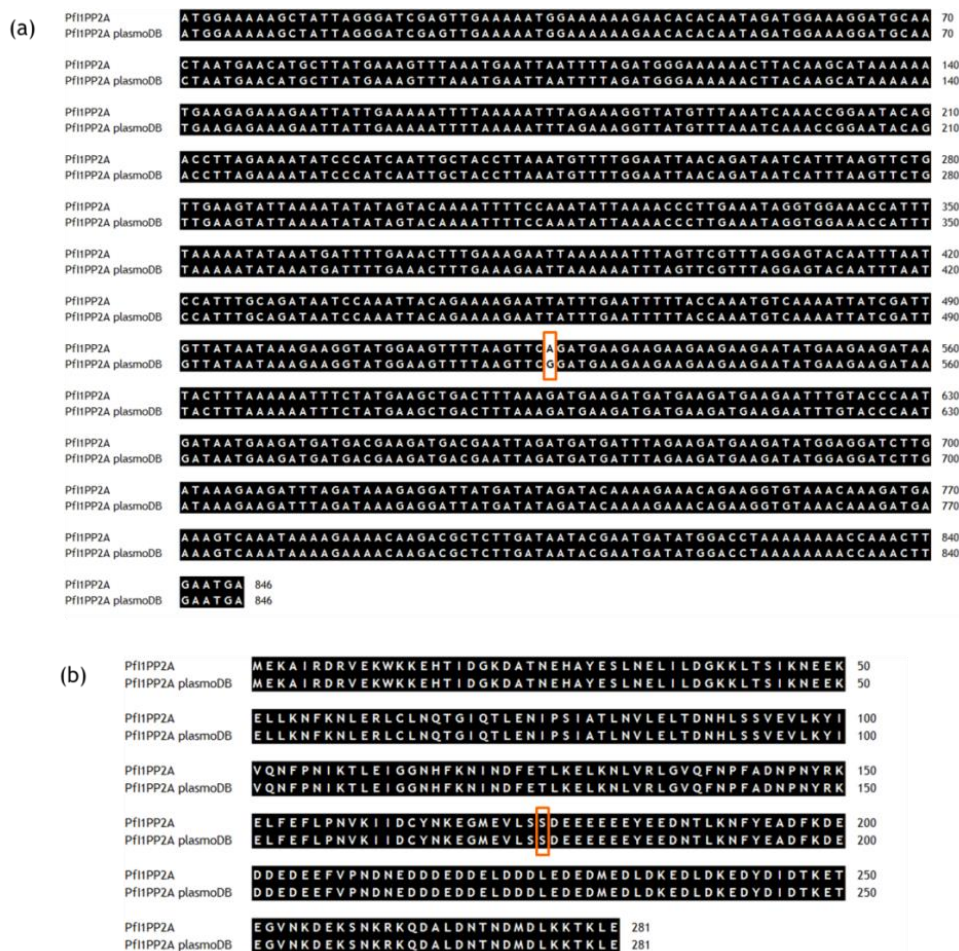 (a)
PfI1PP2A ATGGAAAAAGCTATTAGGGATCGAGTTGAAAAATGGAAAAAAGAACACACAATAGATGGAAAGGATGCAA 70
PfI1PP2A plasmoDB ATGGAAAAAGCTATTAGGGATCGAGTTGAAAAATGGAAAAAAGAACACACAATAGATGGAAAGGATGCAA 70
PfI1PP2A CTAATGAACATGCTTATGAAAGTTTAAATGAATTAATTTTAGATGGGAAAAAACTTACAAGCATAAAAAA 140
PfI1PP2A plasmoDB CTAATGAACATGCTTATGAAAGTTTAAATGAATTAATTTTAGATGGGAAAAAACTTACAAGCATAAAAAA 140
PfI1PP2A TGAAGAGAAAGAATTATTGAAAAATTTTAAAAATTTAGAAAGGTTATGTTTAAATCAAACCGGAATACAG 210
PfI1PP2A plasmoDB TGAAGAGAAAGAATTATTGAAAAATTTTAAAAATTTAGAAAGGTTATGTTTAAATCAAACCGGAATACAG 210
PfI1PP2A ACCTTAGAAAATATCCCATCAATTGCTACCTTAAATGTTTTGGAATTAACAGATAATCATTTAAGTTCTG 280
PfI1PP2A plasmoDB ACCTTAGAAAATATCCCATCAATTGCTACCTTAAATGTTTTGGAATTAACAGATAATCATTTAAGTTCTG 280
PfI1PP2A TTGAAGTATTAAAATATATAGTACAAAATTTTCCAAATATTAAAACCCTTGAAATAGGTGGAAACCATTT 350
PfI1PP2A plasmoDB TTGAAGTATTAAAATATATAGTACAAAATTTTCCAAATATTAAAACCCTTGAAATAGGTGGAAACCATTT 350
PfI1PP2A TAAAAATATAAATGATTTTGAAACTTTGAAAGAATTAAAAAATTTAGTTCGTTTAGGAGTACAATTTAAT 420
PfI1PP2A plasmoDB TAAAAATATAAATGATTTTGAAACTTTGAAAGAATTAAAAAATTTAGTTCGTTTAGGAGTACAATTTAAT 420
PfI1PP2A CCATTTGCAGATAATCCAAATTACAGAAAAGAATTATTTGAATTTTTACCAAATGTCAAAATTATCGATT 490
PfI1PP2A plasmoDB CCATTTGCAGATAATCCAAATTACAGAAAAGAATTATTTGAATTTTTACCAAATGTCAAAATTATCGATT 490
PfI1PP2A GTTATAATAAAGAAGGTATGGAAGTTTTAAGTTCAGATGAAGAAGAAGAAGAAGAATATGAAGAAGATAA 560
PfI1PP2A plasmoDB GTTATAATAAAGAAGGTATGGAAGTTTTAAGTTCGGATGAAGAAGAAGAAGAAGAATATGAAGAAGATAA 560
PfI1PP2A TACTTTAAAAAATTTCTATGAAGCTGACTTTAAAGATGAAGATGATGAAGATGAAGAATTTGTACCCAAT 630
PfI1PP2A plasmoDB TACTTTAAAAAATTTCTATGAAGCTGACTTTAAAGATGAAGATGATGAAGATGAAGAATTTGTACCCAAT 630
PfI1PP2A GATAATGAAGATGATGACGAAGATGACGAATTAGATGATGATTTAGAAGATGAAGATATGGAGGATCTTG 700
PfI1PP2A plasmoDB GATAATGAAGATGATGACGAAGATGACGAATTAGATGATGATTTAGAAGATGAAGATATGGAGGATCTTG 700
PfI1PP2A ATAAAGAAGATTTAGATAAAGAGGATTATGATATAGATACAAAAGAAACAGAAGGTGTAAACAAAGATGA 770
PfI1PP2A plasmoDB ATAAAGAAGATTTAGATAAAGAGGATTATGATATAGATACAAAAGAAACAGAAGGTGTAAACAAAGATGA 770
PfI1PP2A AAAGTCAAATAAAAGAAAACAAGACGCTCTTGATAATACGAATGATATGGACCTAAAAAAAACCAAACTT 840
PfI1PP2A plasmoDB AAAGTCAAATAAAAGAAAACAAGACGCTCTTGATAATACGAATGATATGGACCTAAAAAAAACCAAACTT 840
PfI1PP2A GAATGA 846
PfI1PP2A plasmoDB GAATGA 846
(b)
PfI1PP2A MEKAIRDRVEKWKKEHTIDGKDATNEHAYESLNELILDGKKLTSIKNEEK 50
PfI1PP2A plasmoDB MEKAIRDRVEKWKKEHTIDGKDATNEHAYESLNELILDGKKLTSIKNEEK 50
PfI1PP2A ELLKNFKNLERLCLNQTGIQTLENIPSIATLNVLELTDNHLSSVEVLKYI 100
PfI1PP2A plasmoDB ELLKNFKNLERLCLNQTGIQTLENIPSIATLNVLELTDNHLSSVEVLKYI 100
PfI1PP2A VQNFPNIKTLEIGGNHFKNINDFETLKELKNLVRLGVQFNPFADNPNYRK 150
PfI1PP2A plasmoDB VQNFPNIKTLEIGGNHFKNINDFETLKELKNLVRLGVQFNPFADNPNYRK 150
PfI1PP2A ELFEFLPNVKIIDCYNKEGMEVLSSDEEEEEEYEEDNTLKNFYEADFKDE 200
PfI1PP2A plasmoDB ELFEFLPNVKIIDCYNKEGMEVLSSDEEEEEEYEEDNTLKNFYEADFKDE 200
PfI1PP2A DDEDEEFVPNDNEDDDEDDELDDDLEDEDMEDLDKEDLDKEDYDIDTKET 250
PfI1PP2A plasmoDB DDEDEEFVPNDNEDDDEDDELDDDLEDEDMEDLDKEDLDKEDYDIDTKET 250
PfI1PP2A EGVNKDEKSNKRKQDALDNTNDMDLKKTKLE 281
PfI1PP2A plasmoDB EGVNKDEKSNKRKQDALDNTNDMDLKKTKLE 281